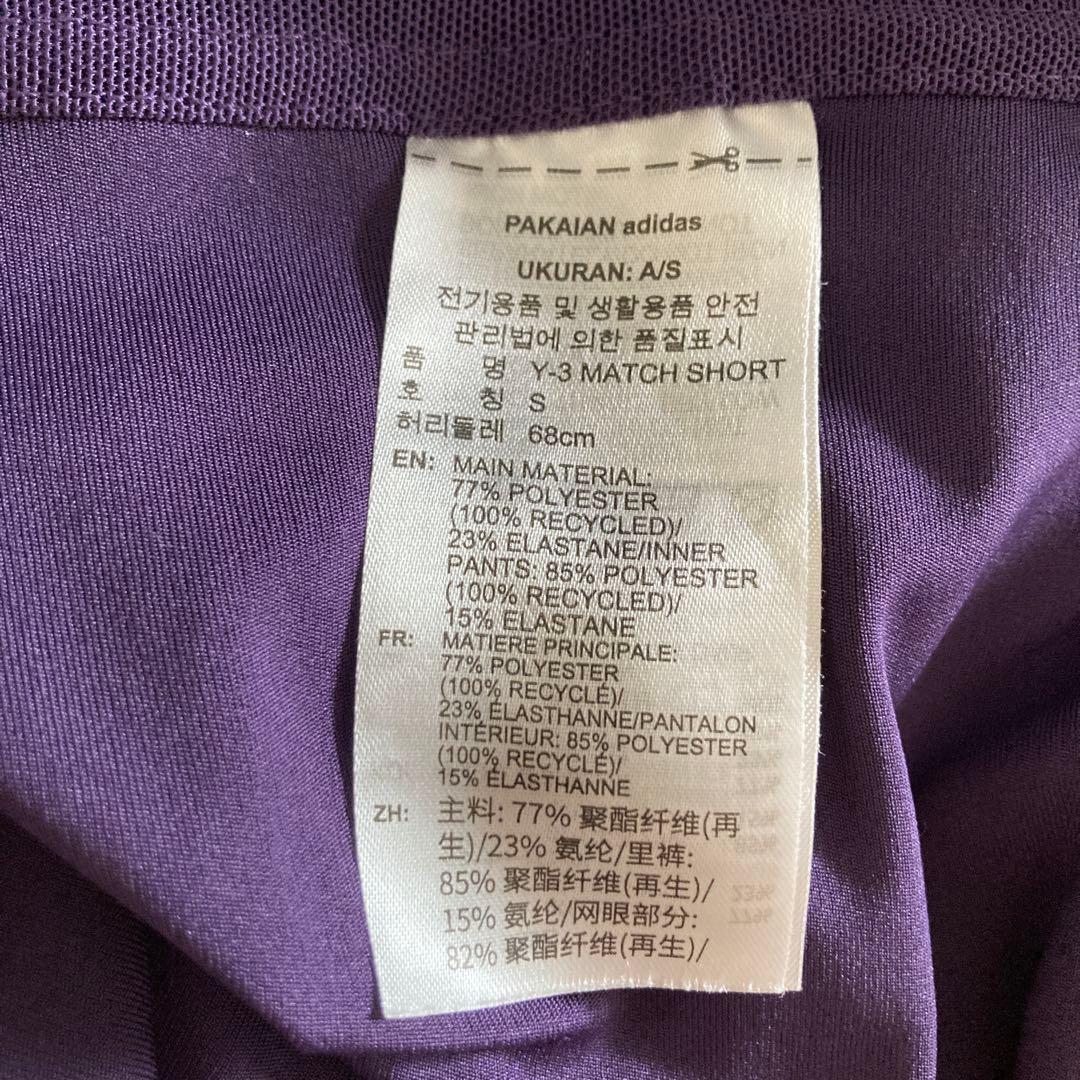 PAKAIAN adidas
UKURAN: A/S
전기용품 및 생활용품 안전
관리법에 의한 품질표시
품 명 Y-3 MATCH SHORT
호 칭 S
허리둘레 68cm
EN: MAIN MATERIAL:
77% POLYESTER
(100% RECYCLED)/
23% ELASTANE/INNER
PANTS: 85% POLYESTER
(100% RECYCLED)/
15% ELASTANE
FR: MATIERE PRINCIPALE:
77% POLYESTER
(100% RECYCLÉ)/
23% ÉLASTHANNE/PANTALON
INTÉRIEUR: 85% POLYESTER
(100% RECYCLÉ)/
15% ÉLASTHANNE
ZH: 主料: 77% 聚酯纤维(再
生)/23% 氨纶/里裤:
85% 聚酯纤维(再生)/
15% 氨纶/网眼部分:
82% 聚酯纤维(再生)/